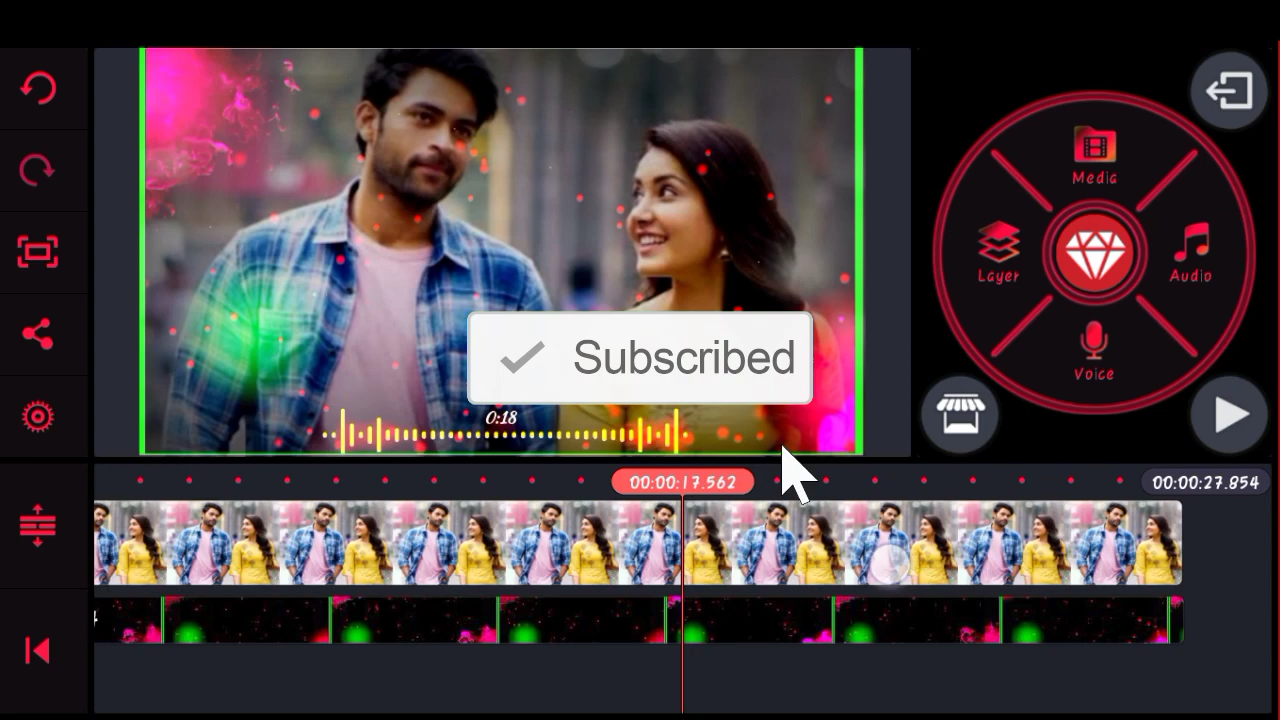 Media
Layer
Audio
Voice
Subscribed
0:18
00:00:17.562
00:00:27.854